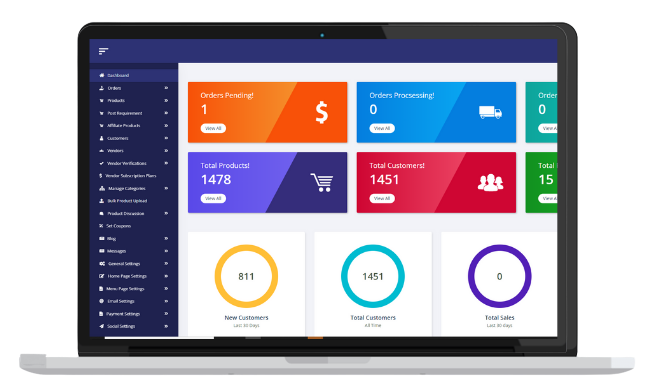 Dashboard
Orders
Products
Post Requirement
Affiliate Products
Customers
Vendors
Vendor Verifications
Vendor Subscription Plans
Manage Categories
Bulk Product Upload
Product Discussion
Set Coupons
Blog
Messages
General Settings
Home Page Settings
Menu Page Settings
Email Settings
Payment Settings
Social Settings
Orders Pending!
1
View All
Orders Procsessing!
0
View All
Order
0
View A
Total Products!
1478
View All
Total Customers!
1451
View All
Total
15
View A
811
New Customers
Last 30 Days
1451
Total Customers
All Time
0
Total Sales
Last 30 days